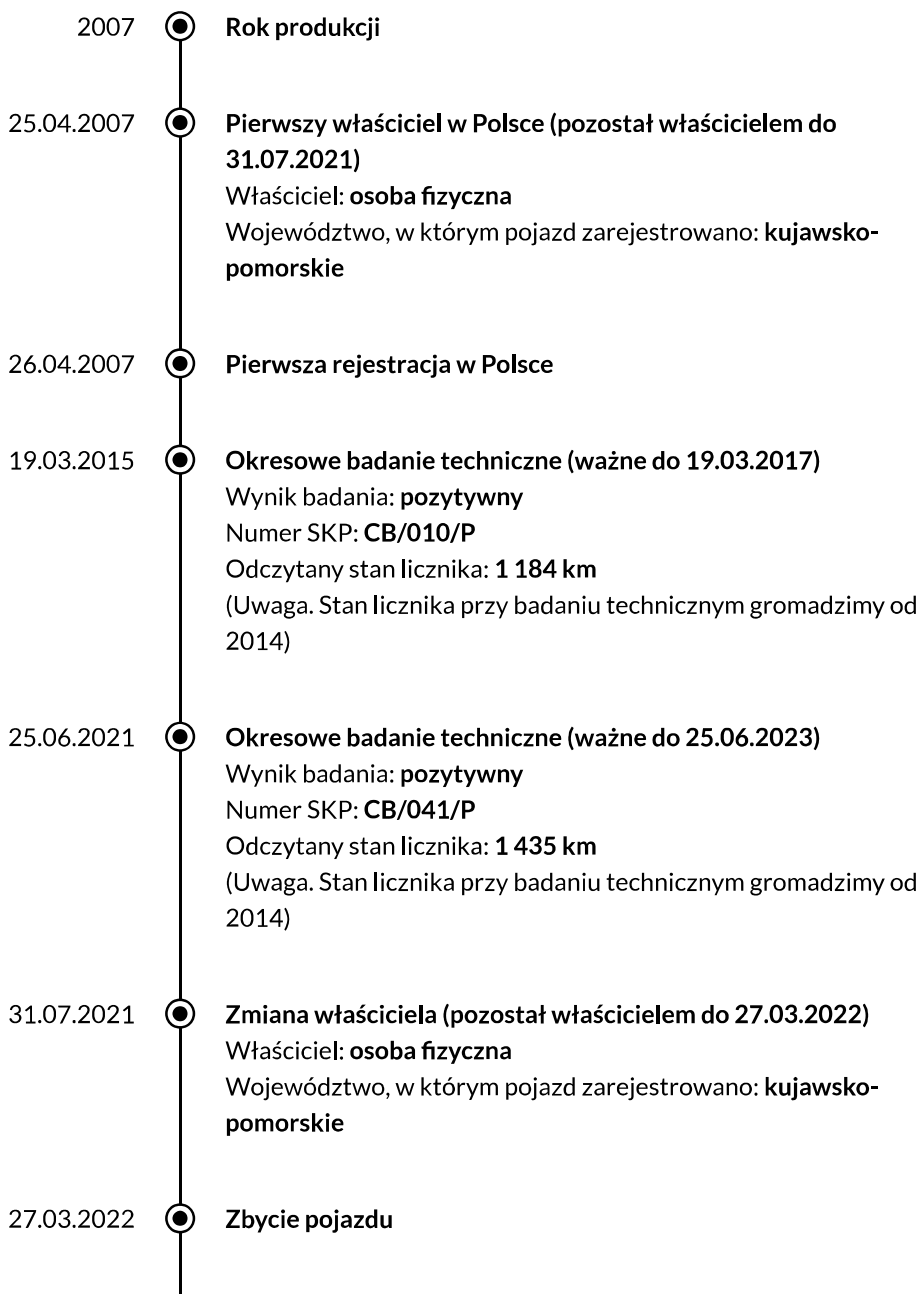 2007 Rok produkcji
25.04.2007 Pierwszy właściciel w Polsce (pozostał właścicielem do
31.07.2021)
Właściciel: osoba fizyczna
Województwo, w którym pojazd zarejestrowano: kujawsko-
pomorskie
26.04.2007 Pierwsza rejestracja w Polsce
19.03.2015 Okresowe badanie techniczne (ważne do 19.03.2017)
Wynik badania: pozytywny
Numer SKP: CB/010/P
Odczytany stan licznika: 1 184 km
(Uwaga. Stan licznika przy badaniu technicznym gromadzimy od
2014)
25.06.2021 Okresowe badanie techniczne (ważne do 25.06.2023)
Wynik badania: pozytywny
Numer SKP: CB/041/P
Odczytany stan licznika: 1 435 km
(Uwaga. Stan licznika przy badaniu technicznym gromadzimy od
2014)
31.07.2021 Zmiana właściciela (pozostał właścicielem do 27.03.2022)
Właściciel: osoba fizyczna
Województwo, w którym pojazd zarejestrowano: kujawsko-
pomorskie
27.03.2022 Zbycie pojazdu